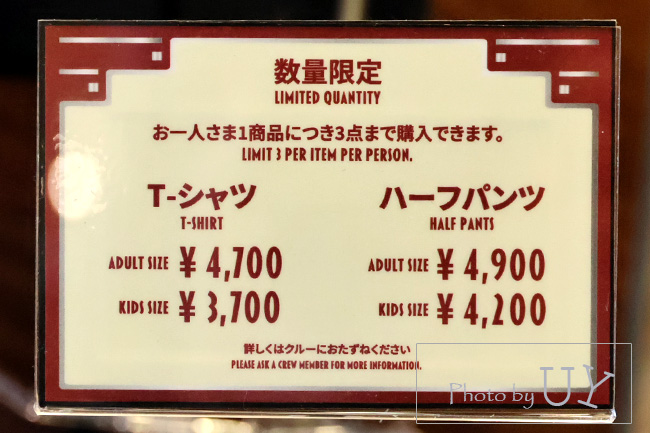 数量限定
LIMITED QUANTITY
お一人さま1商品につき3点まで購入できます。
LIMIT 3 PER ITEM PER PERSON.
T-シャツ
T-SHIRT
ADULT SIZE ¥ 4,700
KIDS SIZE ¥ 3,700
ハーフパンツ
HALF PANTS
ADULT SIZE ¥ 4,900
KIDS SIZE ¥ 4,200
詳しくはクルーにおたずねください
PLEASE ASK A CREW MEMBER FOR MORE INFORMATION.
Photo by UY